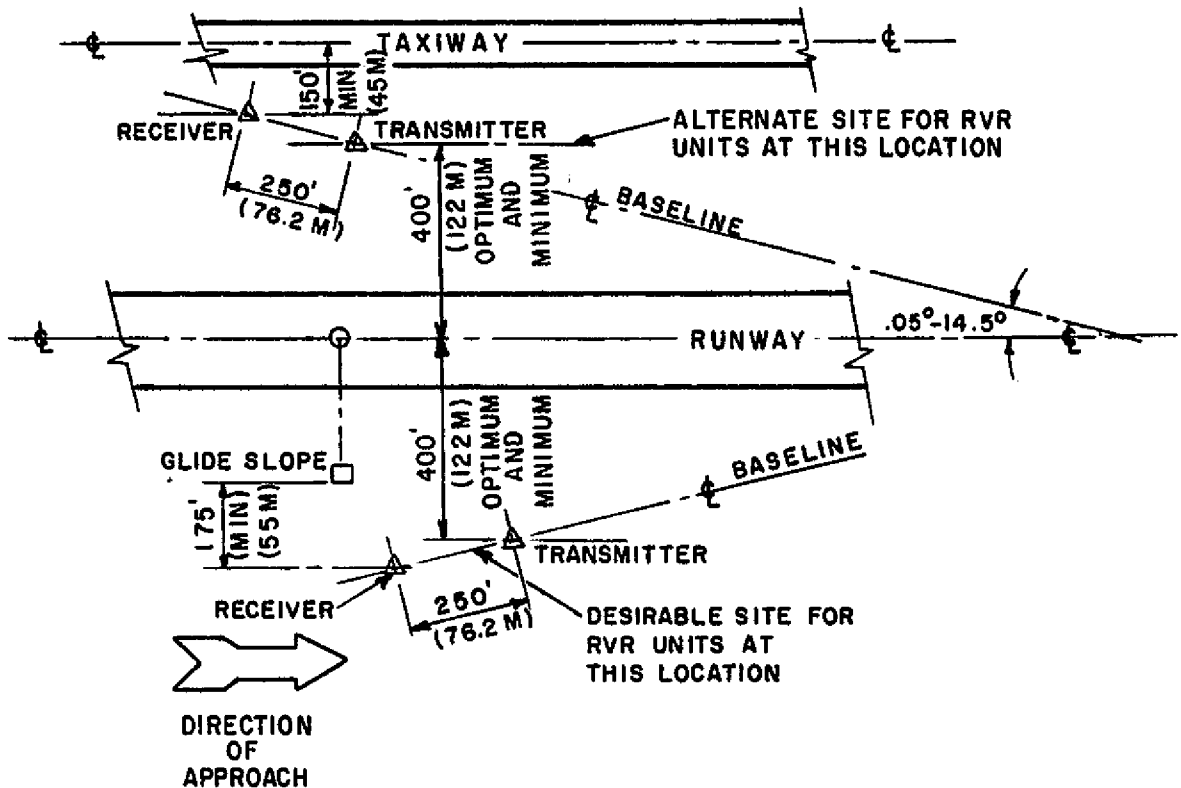 TAXIWAY
150'
MIN
(45M)
RECEIVER
TRANSMITTER
ALTERNATE SITE FOR RVR
UNITS AT THIS LOCATION
250'
(76.2 M)
400'
(122 M)
OPTIMUM
AND
MINIMUM
BASELINE
.05°-14.5°
RUNWAY
GLIDE SLOPE
175'
(MIN)
(55M)
400'
(122M)
OPTIMUM
AND
MINIMUM
BASELINE
TRANSMITTER
RECEIVER
250'
(76.2 M)
DESIRABLE SITE FOR
RVR UNITS AT
THIS LOCATION
DIRECTION
OF
APPROACH